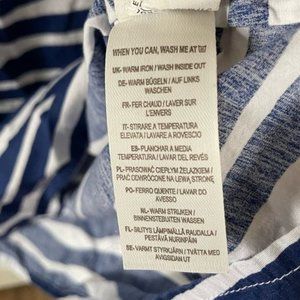 WHEN YOU CAN, WASH ME AT
UK-WARM IRON / WASH INSIDE OUT
DE-WARM BÜGELN / AUF LINKS
WASCHEN
FR-FER CHAUD / LAVER SUR
L'ENVERS
IT-STIRARE A TEMPERATURA
ELEVATA / LAVARE A ROVESCIO
ES-PLANCHAR A MEDIA
TEMPERATURA / LAVAR DEL REVÉS
PL-PRASOWAĆ CIEPŁYM ŻELAZKIEM /
PRAĆ ODWRÓCONE NA LEWĄ STRONĘ
PO-FERRO QUENTE / LAVAR DO
AVESSO
NL-WARM STRIJKEN /
BINNENSTEBUITEN WASSEN
FI-SILITYS LÄMPIMÄLLÄ RAUDALLA /
PESTÄVÄ NURINPÄIN
SE-VARMT STYRKJÄRN / TVÄTTA MED
AVIGSIDAN UT